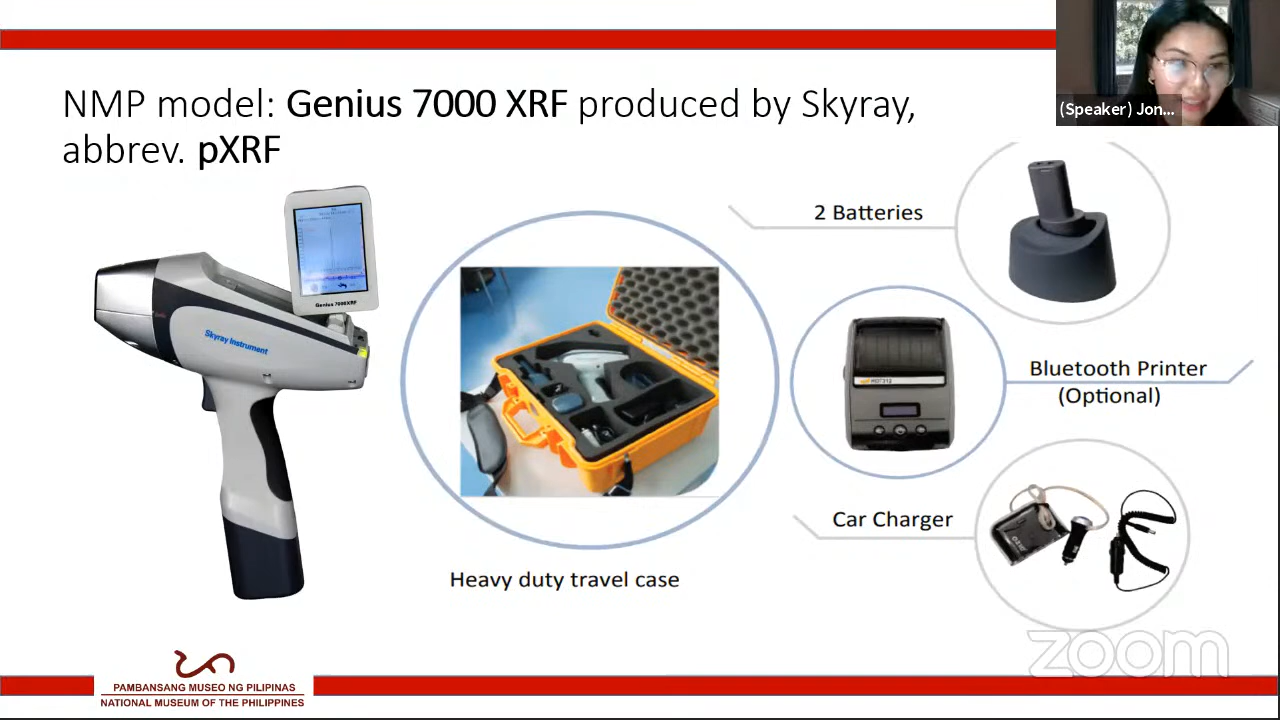 NMP model: Genius 7000 XRF produced by Skyray,
abbrev. pXRF
(Speaker) Jon...
2 Batteries
Genius 7000XRF
Skyray Instrument
Bluetooth Printer
(Optional)
Car Charger
Heavy duty travel case
zoom
PAMBANSANG MUSEO NG PILIPINAS
NATIONAL MUSEUM OF THE PHILIPPINES